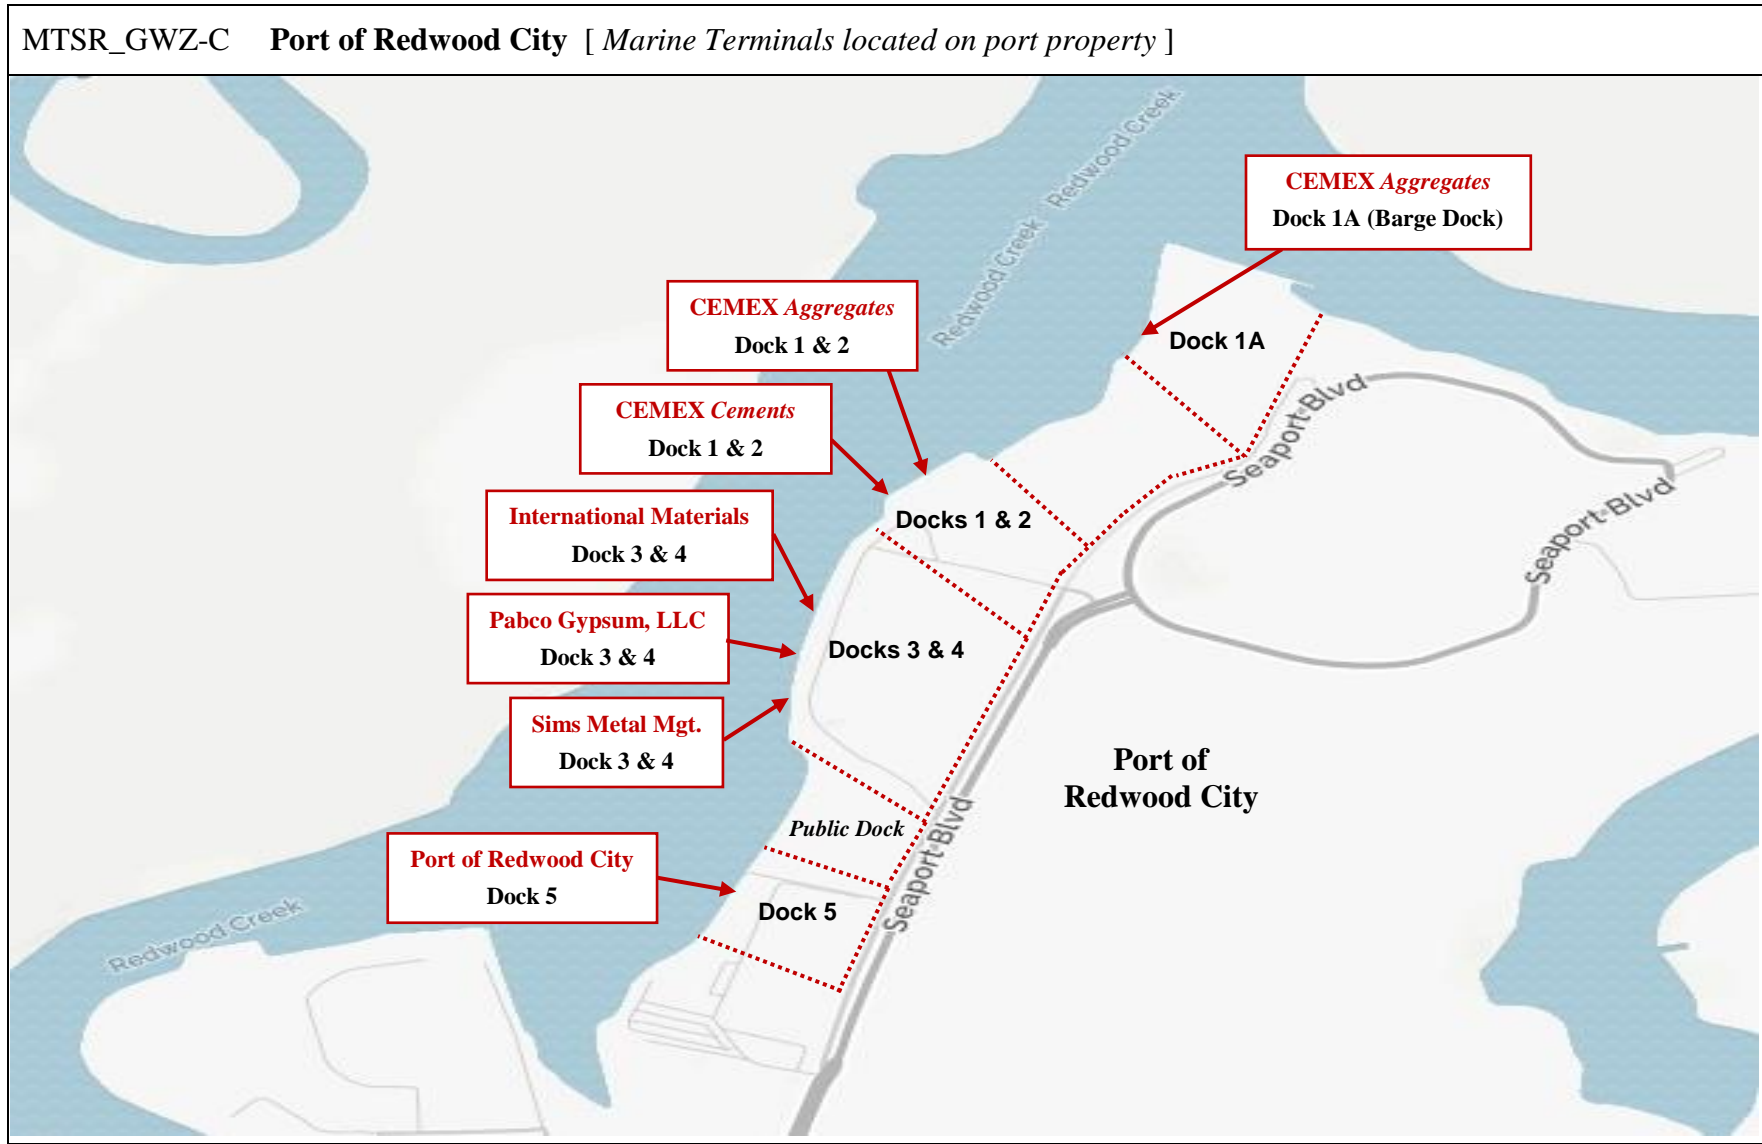 MTSR_GWZ-C Port of Redwood City [ Marine Terminals located on port property ]
Redwood Creek
Redwood Creek
CEMEX Aggregates
Dock 1A (Barge Dock)
CEMEX Aggregates
Dock 1 & 2
Dock 1A
CEMEX Cements
Dock 1 & 2
Seaport Blvd
Seaport Blvd
International Materials
Dock 3 & 4
Docks 1 & 2
Pabco Gypsum, LLC
Dock 3 & 4
Docks 3 & 4
Sims Metal Mgt.
Dock 3 & 4
Port of
Redwood City
Public Dock
Seaport Blvd
Port of Redwood City
Dock 5
Dock 5
Redwood Creek